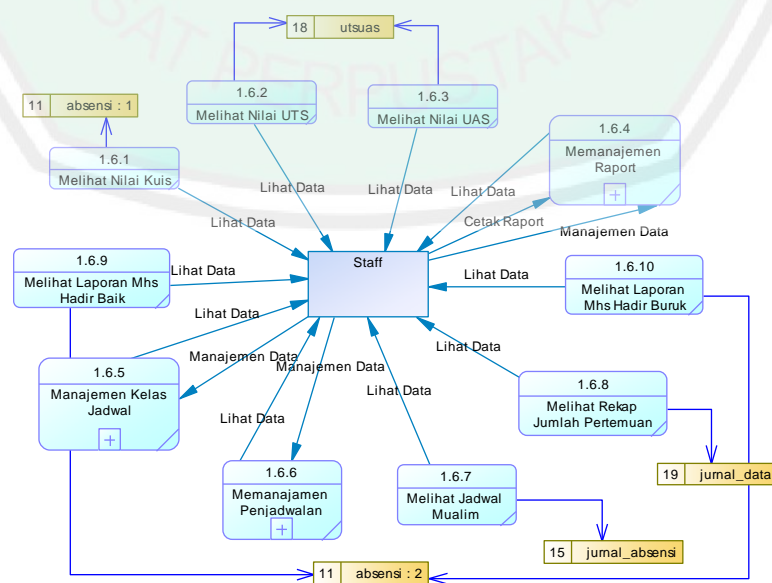 SAT PERPUSTAKA
18 utsuas
1.6.2
Melihat Nilai UTS
1.6.3
Melihat Nilai UAS
11 absensi : 1
1.6.1
Melihat Nilai Kuis
1.6.4
Memanajemen
Raport
Lihat Data
Lihat Data
Lihat Data
Lihat Data
Cetak Raport
Manajemen Data
Staff
1.6.9
Melihat Laporan Mhs
Hadir Baik
Lihat Data
Lihat Data
1.6.10
Melihat Laporan
Mhs Hadir Buruk
Lihat Data
Manajemen Data
Manajemen Data
Lihat Data
Lihat Data
Lihat Data
1.6.5
Manajemen Kelas
Jadwal
1.6.8
Melihat Rekap
Jumlah Pertemuan
1.6.6
Memanajamen
Penjadwalan
1.6.7
Melihat Jadwal
Mualim
19 jurnal_data
15 jurnal_absensi
11 absensi : 2